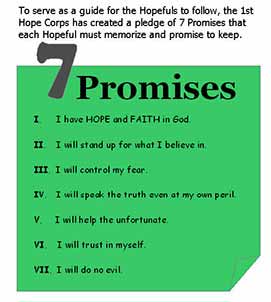 To serve as a guide for the Hopefuls to follow, the 1st
Hope Corps has created a pledge of 7 Promises that
each Hopeful must memorize and promise to keep.
7 Promises
I. I have HOPE and FAITH in God.
II. I will stand up for what I believe in.
III. I will control my fear.
IV. I will speak the truth even at my own peril.
V. I will help the unfortunate.
VI. I will trust in myself.
VII. I will do no evil.